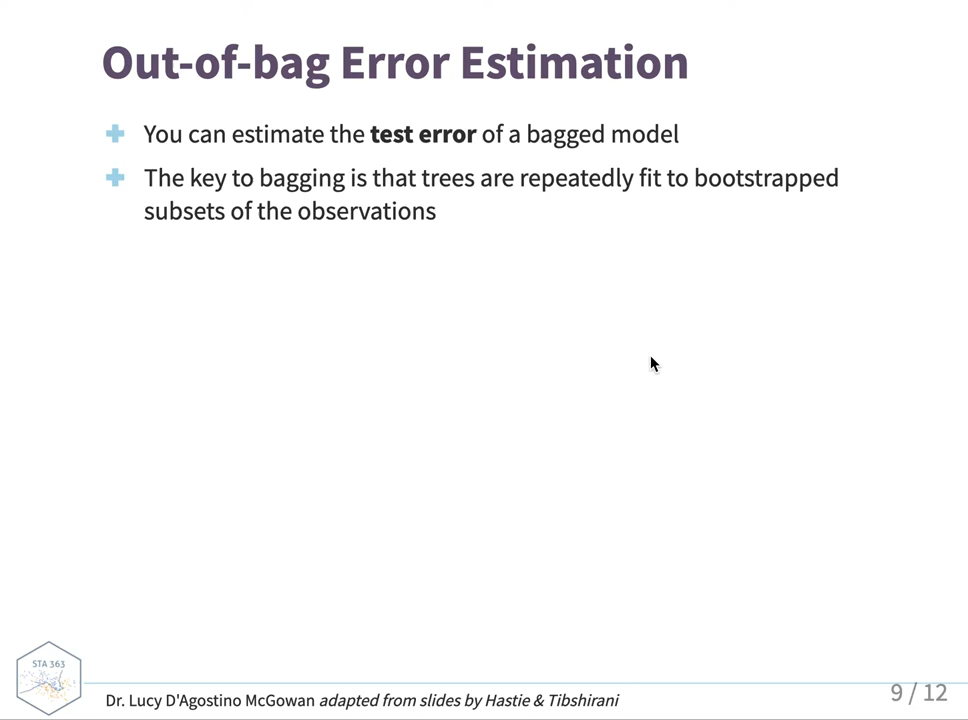 Out-of-bag Error Estimation
You can estimate the test error of a bagged model
The key to bagging is that trees are repeatedly fit to bootstrapped
subsets of the observations
STA 363
Dr. Lucy D'Agostino McGowan adapted from slides by Hastie & Tibshirani
9 / 12